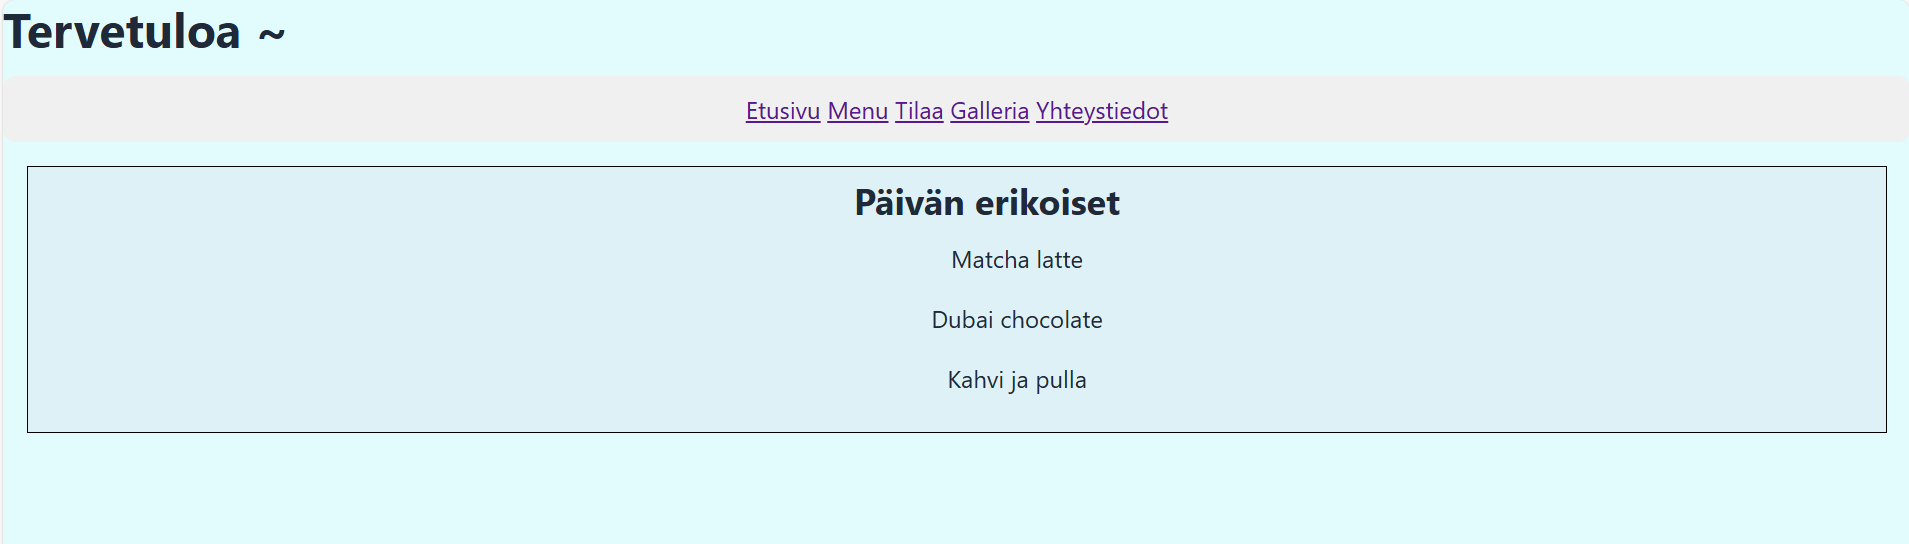 Tervetuloa ~
Etusivu Menu Tilaa Galleria Yhteystiedot
Päivän erikoiset
Matcha latte
Dubai chocolate
Kahvi ja pulla